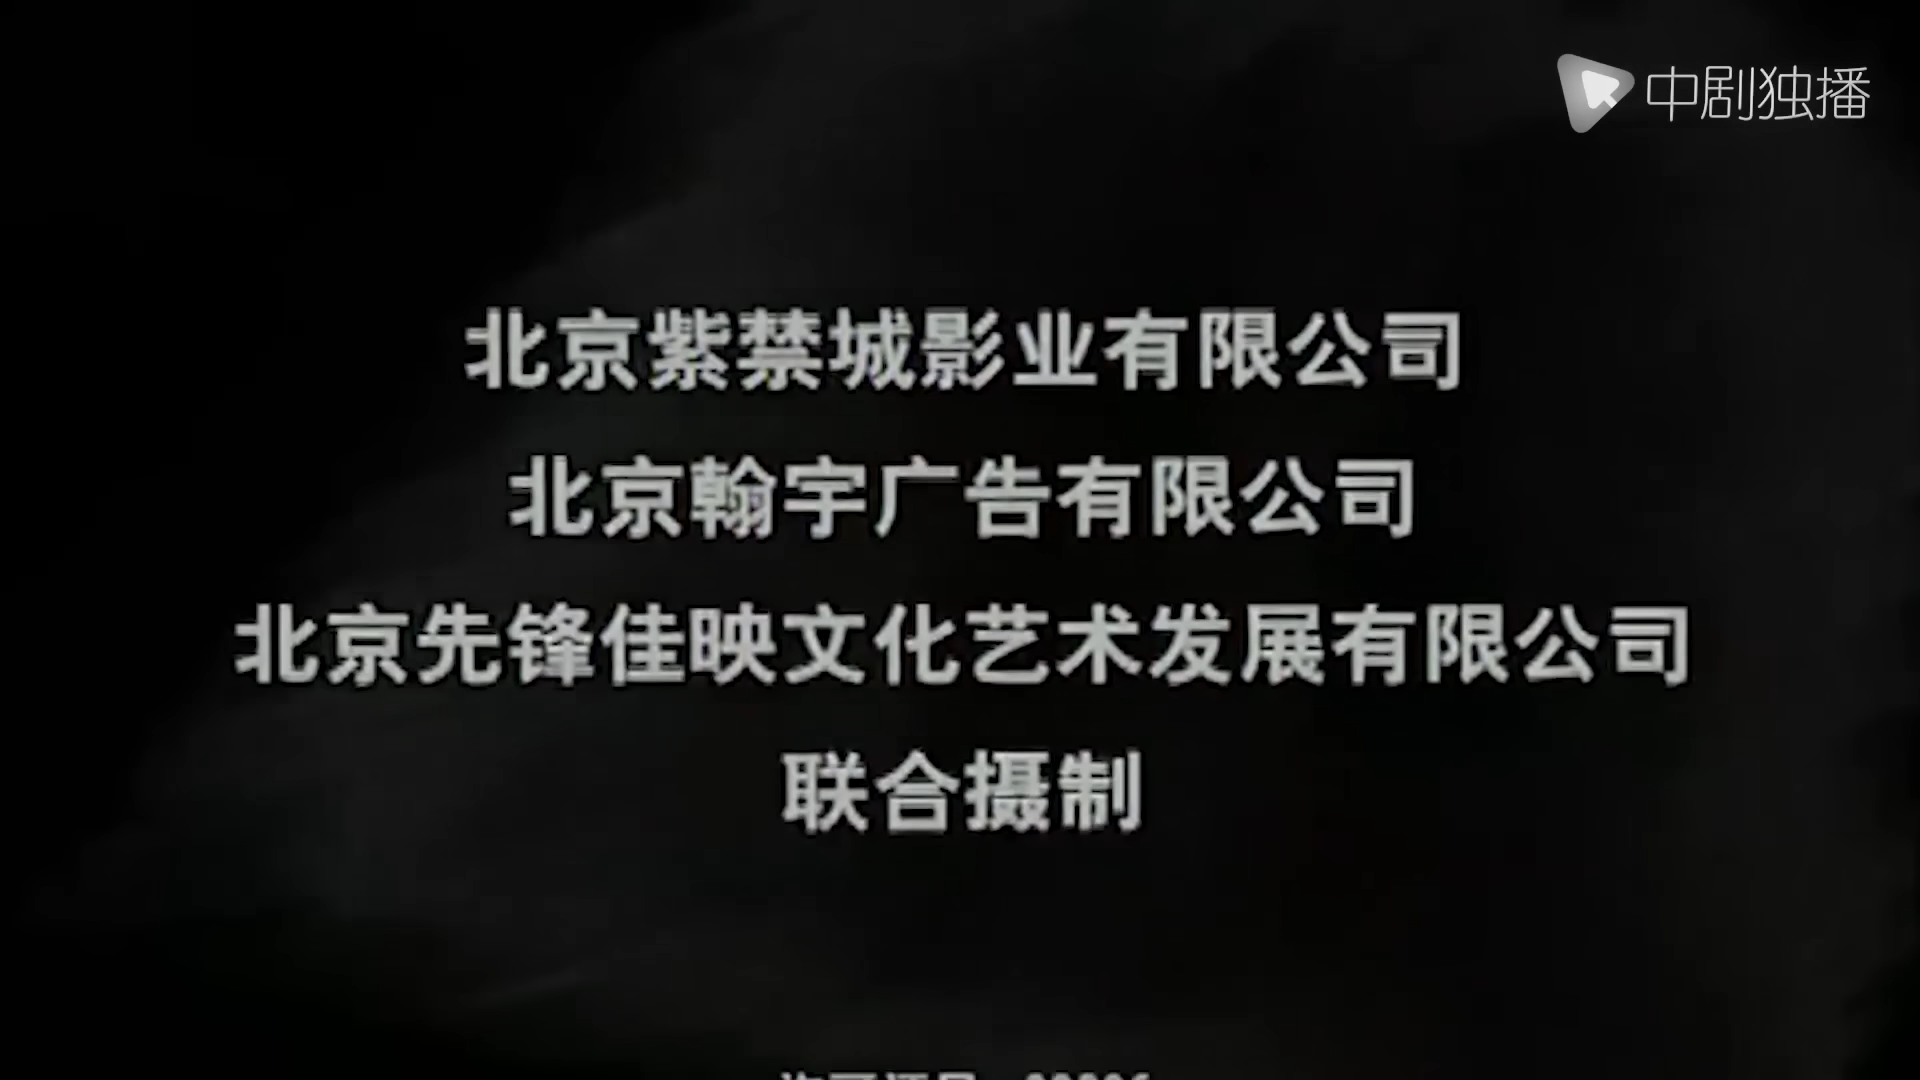 中剧独播
北京紫禁城影业有限公司
北京翰宇广告有限公司
北京先锋佳映文化艺术发展有限公司
联合摄制